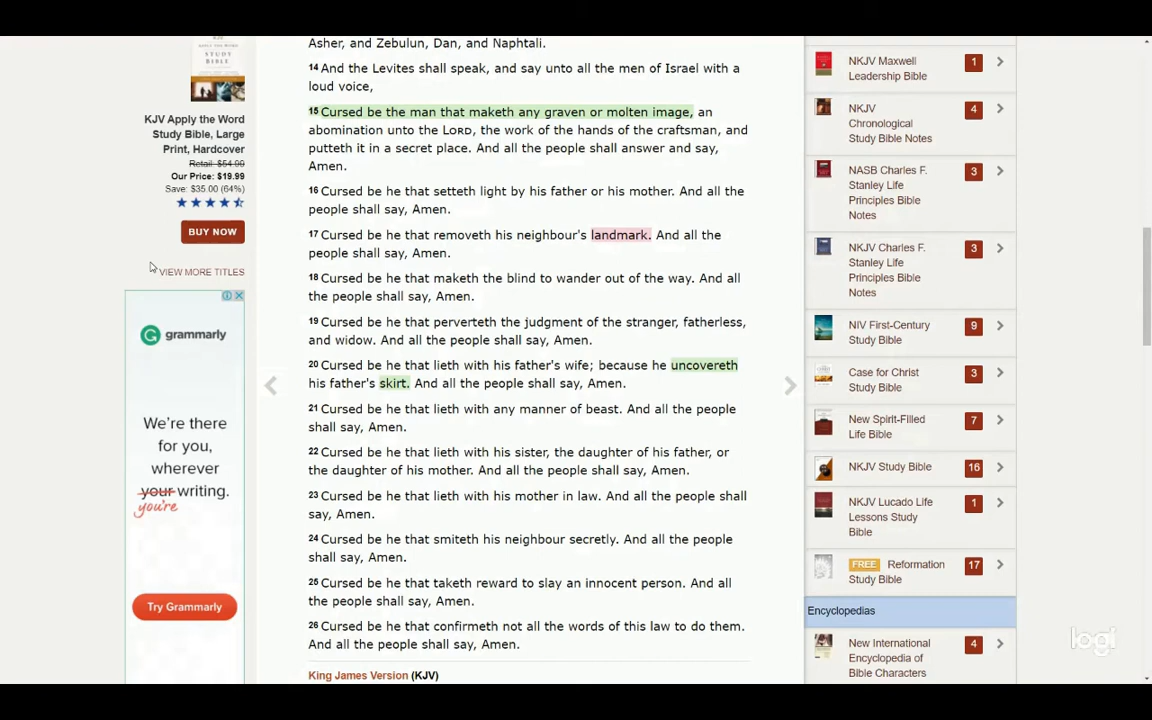 STUDY
BIBLE
KJV Apply the Word
Study Bible, Large
Print, Hardcover
Retail: $54.99
Our Price: $19.99
Save: $35.00 (64%)
BUY NOW
VIEW MORE TITLES
grammarly
We're there
for you,
wherever
your writing.
you're
Try Grammarly
Asher, and Zebulun, Dan, and Naphtali.
14 And the Levites shall speak, and say unto all the men of Israel with a
loud voice,
15 Cursed be the man that maketh any graven or molten image, an
abomination unto the LORD, the work of the hands of the craftsman, and
putteth it in a secret place. And all the people shall answer and say,
Amen.
16 Cursed be he that setteth light by his father or his mother. And all the
people shall say, Amen.
17 Cursed be he that removeth his neighbour's landmark. And all the
people shall say, Amen.
18 Cursed be he that maketh the blind to wander out of the way. And all
the people shall say, Amen.
19 Cursed be he that perverteth the judgment of the stranger, fatherless,
and widow. And all the people shall say, Amen.
20 Cursed be he that lieth with his father's wife; because he uncovereth
his father's skirt. And all the people shall say, Amen.
21 Cursed be he that lieth with any manner of beast. And all the people
shall say, Amen.
22 Cursed be he that lieth with his sister, the daughter of his father, or
the daughter of his mother. And all the people shall say, Amen.
23 Cursed be he that lieth with his mother in law. And all the people shall
say, Amen.
24 Cursed be he that smiteth his neighbour secretly. And all the people
shall say, Amen.
25 Cursed be he that taketh reward to slay an innocent person. And all
the people shall say, Amen.
26 Cursed be he that confirmeth not all the words of this law to do them.
And all the people shall say, Amen.
King James Version (KJV)
NKJV Maxwell
Leadership Bible
1
NKJV
Chronological
Study Bible Notes
4
NASB Charles F.
Stanley Life
Principles Bible
Notes
3
NKJV Charles F.
Stanley Life
Principles Bible
Notes
3
NIV First-Century
Study Bible
9
Case for Christ
Study Bible
3
New Spirit-Filled
Life Bible
7
NKJV Study Bible
16
NKJV Lucado Life
Lessons Study
Bible
1
FREE Reformation
Study Bible
17
Encyclopedias
New International
Encyclopedia of
Bible Characters
4
logi